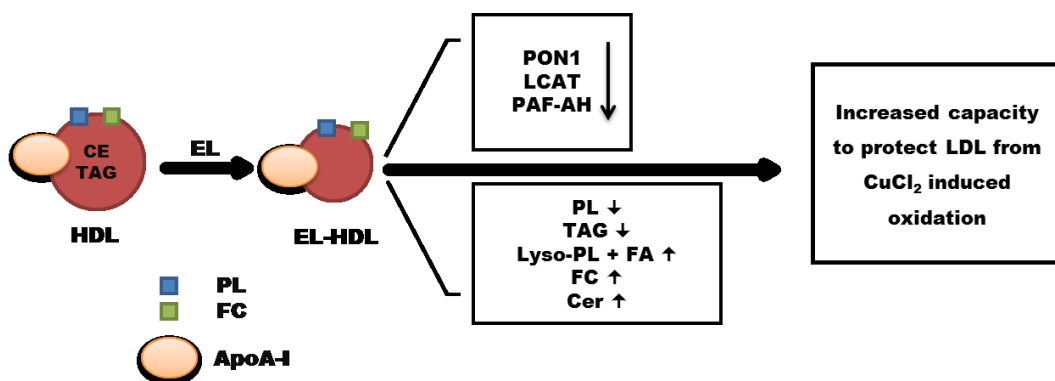 CE
TAG
HDL
EL
EL-HDL
PL
FC
ApoA-I
PON1
LCAT
PAF-AH
PL ↓
TAG ↓
Lyso-PL + FA ↑
FC ↑
Cer ↑
Increased capacity
to protect LDL from
CuCl₂ induced
oxidation